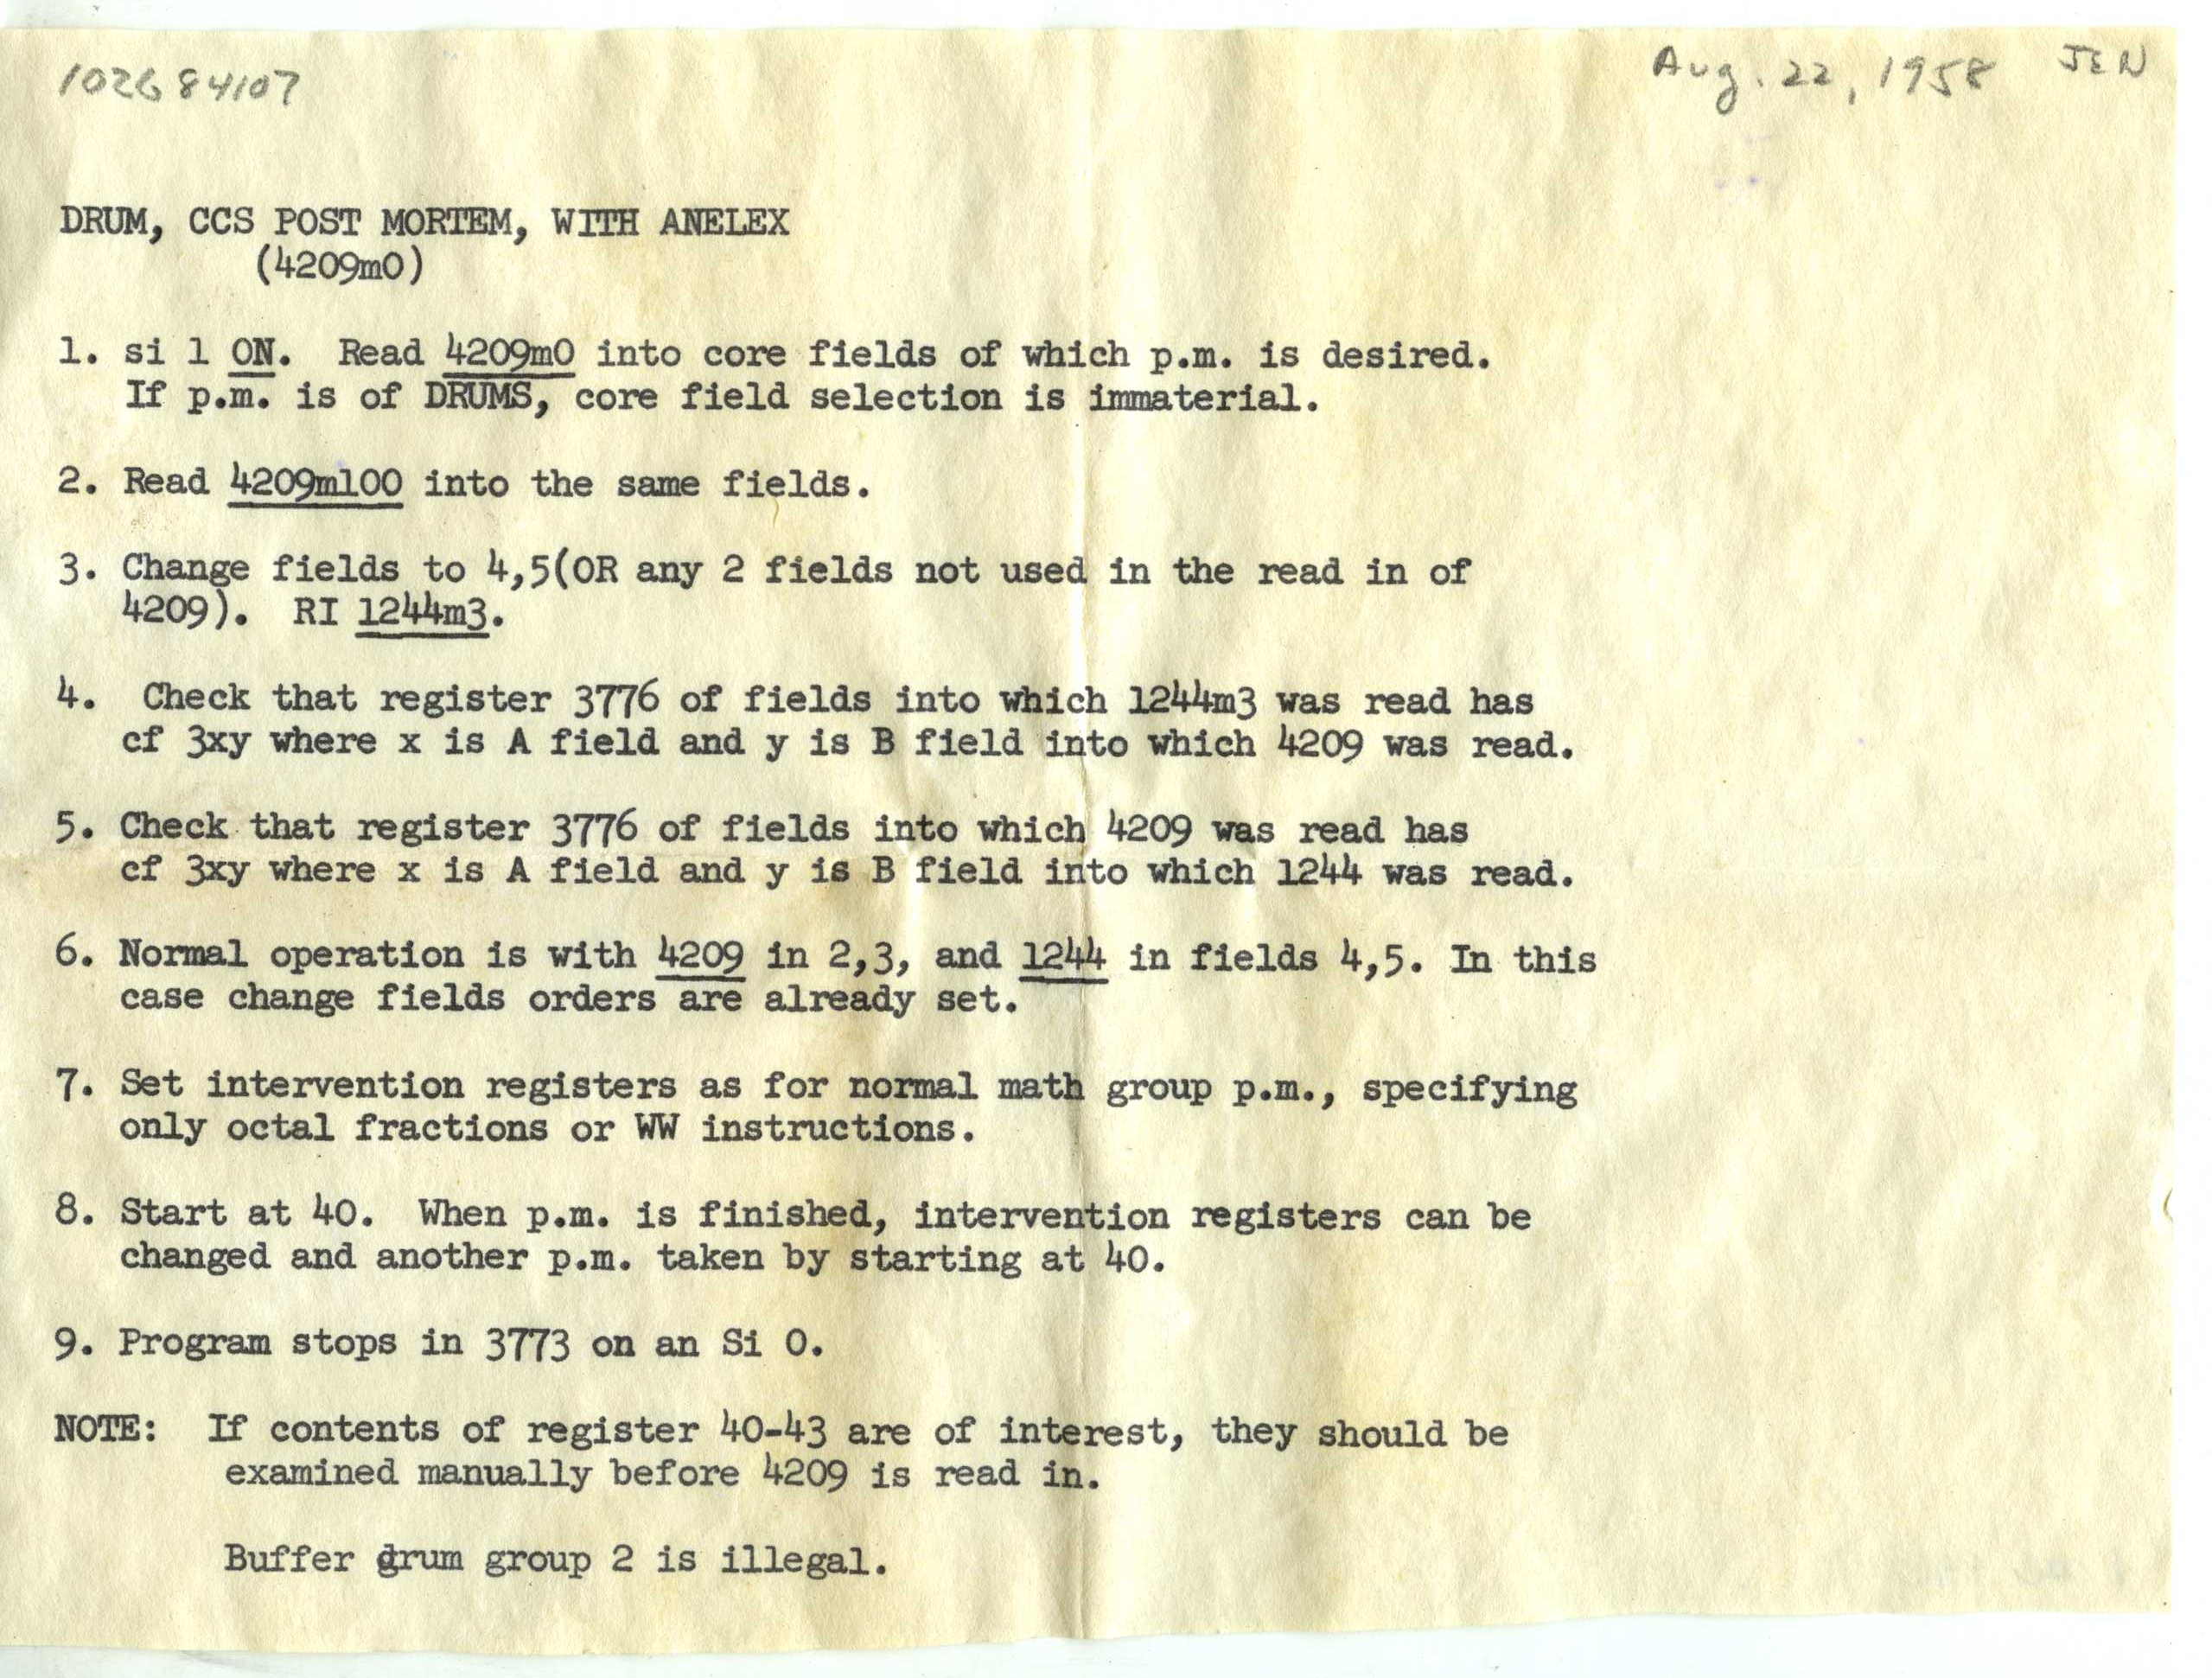 102684107
Aug. 22, 1958 JEN
DRUM, CCS POST MORTEM, WITH ANELEX
(4209m0)
1. si 1 ON. Read 4209m0 into core fields of which p.m. is desired.
If p.m. is of DRUMS, core field selection is immaterial.
2. Read 4209m100 into the same fields.
3. Change fields to 4,5(OR any 2 fields not used in the read in of
4209). RI 1244m3.
4. Check that register 3776 of fields into which 1244m3 was read has
cf 3xy where x is A field and y is B field into which 4209 was read.
5. Check that register 3776 of fields into which 4209 was read has
cf 3xy where x is A field and y is B field into which 1244 was read.
6. Normal operation is with 4209 in 2,3, and 1244 in fields 4,5. In this
case change fields orders are already set.
7. Set intervention registers as for normal math group p.m., specifying
only octal fractions or WW instructions.
8. Start at 40. When p.m. is finished, intervention registers can be
changed and another p.m. taken by starting at 40.
9. Program stops in 3773 on an Si 0.
NOTE: If contents of register 40-43 are of interest, they should be
examined manually before 4209 is read in.
Buffer drum group 2 is illegal.